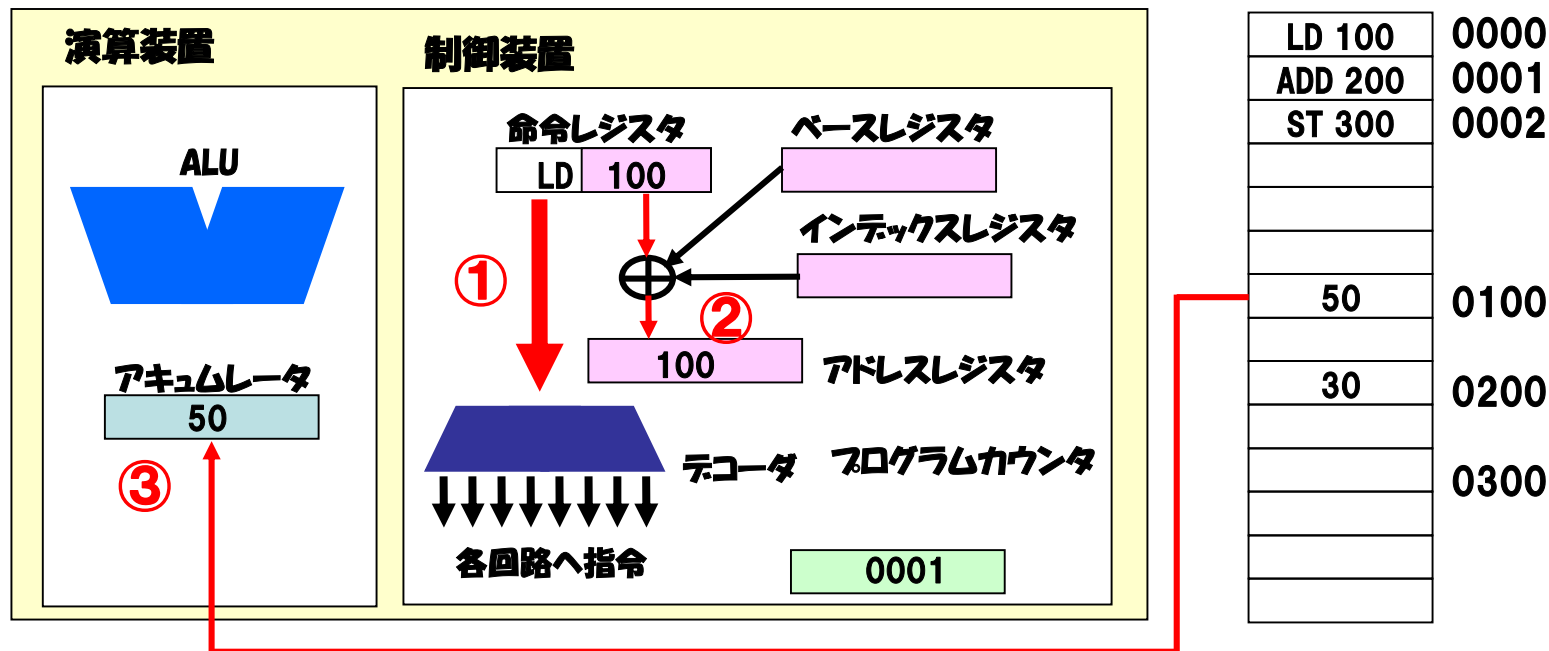 演算装置
ALU
アキュムレータ
50
③
制御装置
命令レジスタ
LD 100
ベースレジスタ
インデックスレジスタ
①
②
100
アドレスレジスタ
デコーダ
プログラムカウンタ
各回路へ指令
0001
LD 100 0000
ADD 200 0001
ST 300 0002
50 0100
30 0200
0300